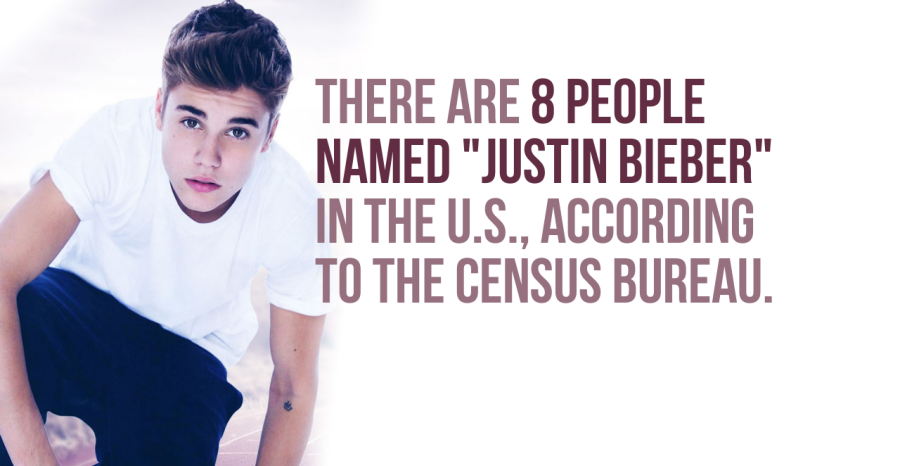 THERE ARE 8 PEOPLE
NAMED "JUSTIN BIEBER"
IN THE U.S., ACCORDING
TO THE CENSUS BUREAU.